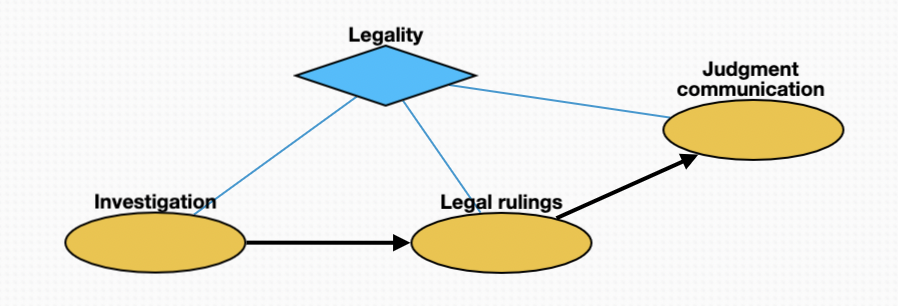 Legality
Judgment
communication
Investigation
Legal rulings